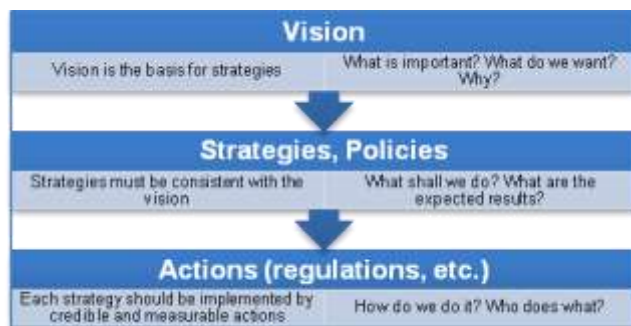 Vision
Vision is the basis for strategies
What is important? What do we want?
Why?
Strategies, Policies
Strategies must be consistent with the
vision
What shall we do? What are the
expected results?
Actions (regulations, etc.)
Each strategy should be implemented by
credible and measurable actions
How do we do it? Who does what?